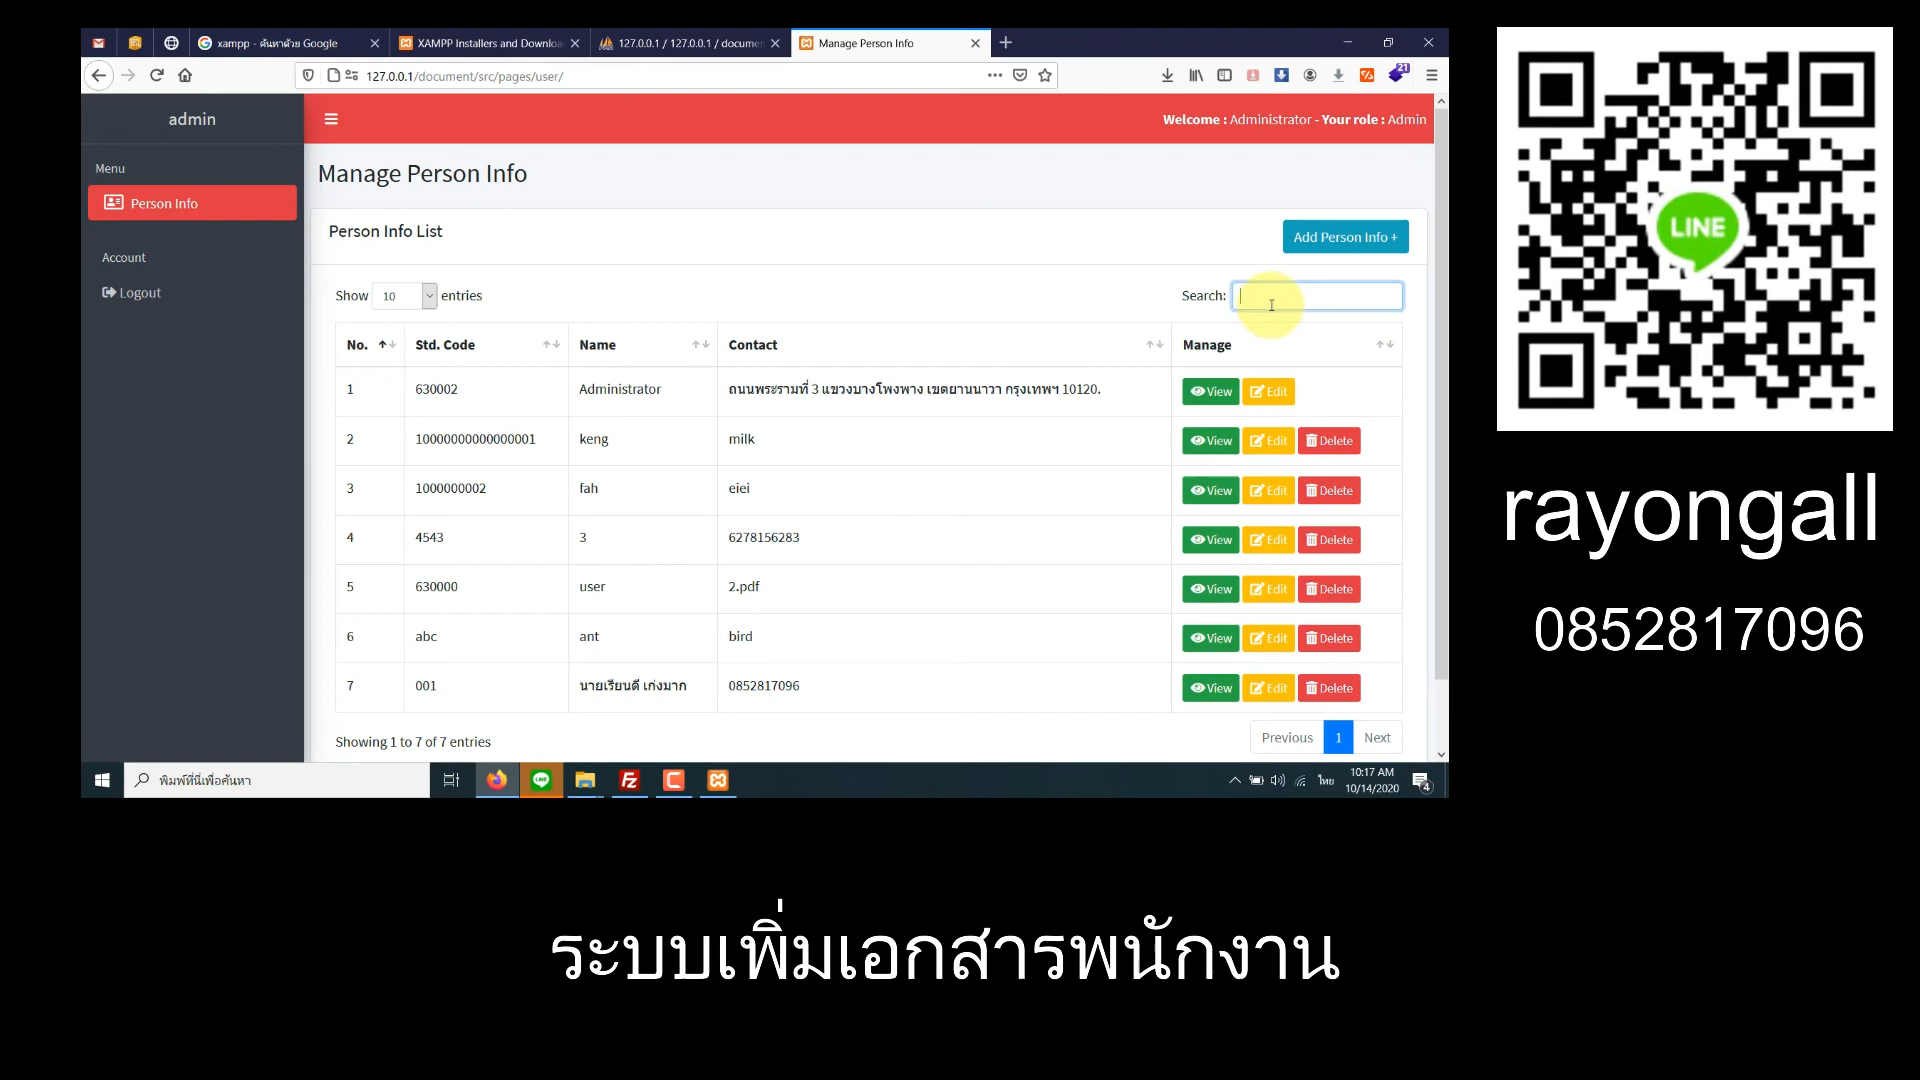 xampp - ค้นหาด้วย Google
XAMPP Installers and Downloa
127.0.0.1 / 127.0.0.1 / documen
Manage Person Info
127.0.0.1/document/src/pages/user/
21
admin
Welcome : Administrator - Your role : Admin
Menu
Person Info
Account
Logout
Manage Person Info
Person Info List
Add Person Info +
Show 10 entries
Search:
No. Std. Code Name Contact Manage
1 630002 Administrator ถนนพระรามที่ 3 แขวงบางโพงพาง เขตยานนาวา กรุงเทพฯ 10120. View Edit
2 10000000000000001 keng milk View Edit Delete
3 1000000002 fah eiei View Edit Delete
4 4543 3 6278156283 View Edit Delete
5 630000 user 2.pdf View Edit Delete
6 abc ant bird View Edit Delete
7 001 นายเรียนดี เก่งมาก 0852817096 View Edit Delete
Showing 1 to 7 of 7 entries
Previous 1 Next
พิมพ์ที่นี่เพื่อค้นหา
ไทย
10:17 AM
10/14/2020
4
LINE
rayongall
0852817096
ระบบเพิ่มเอกสารพนักงาน